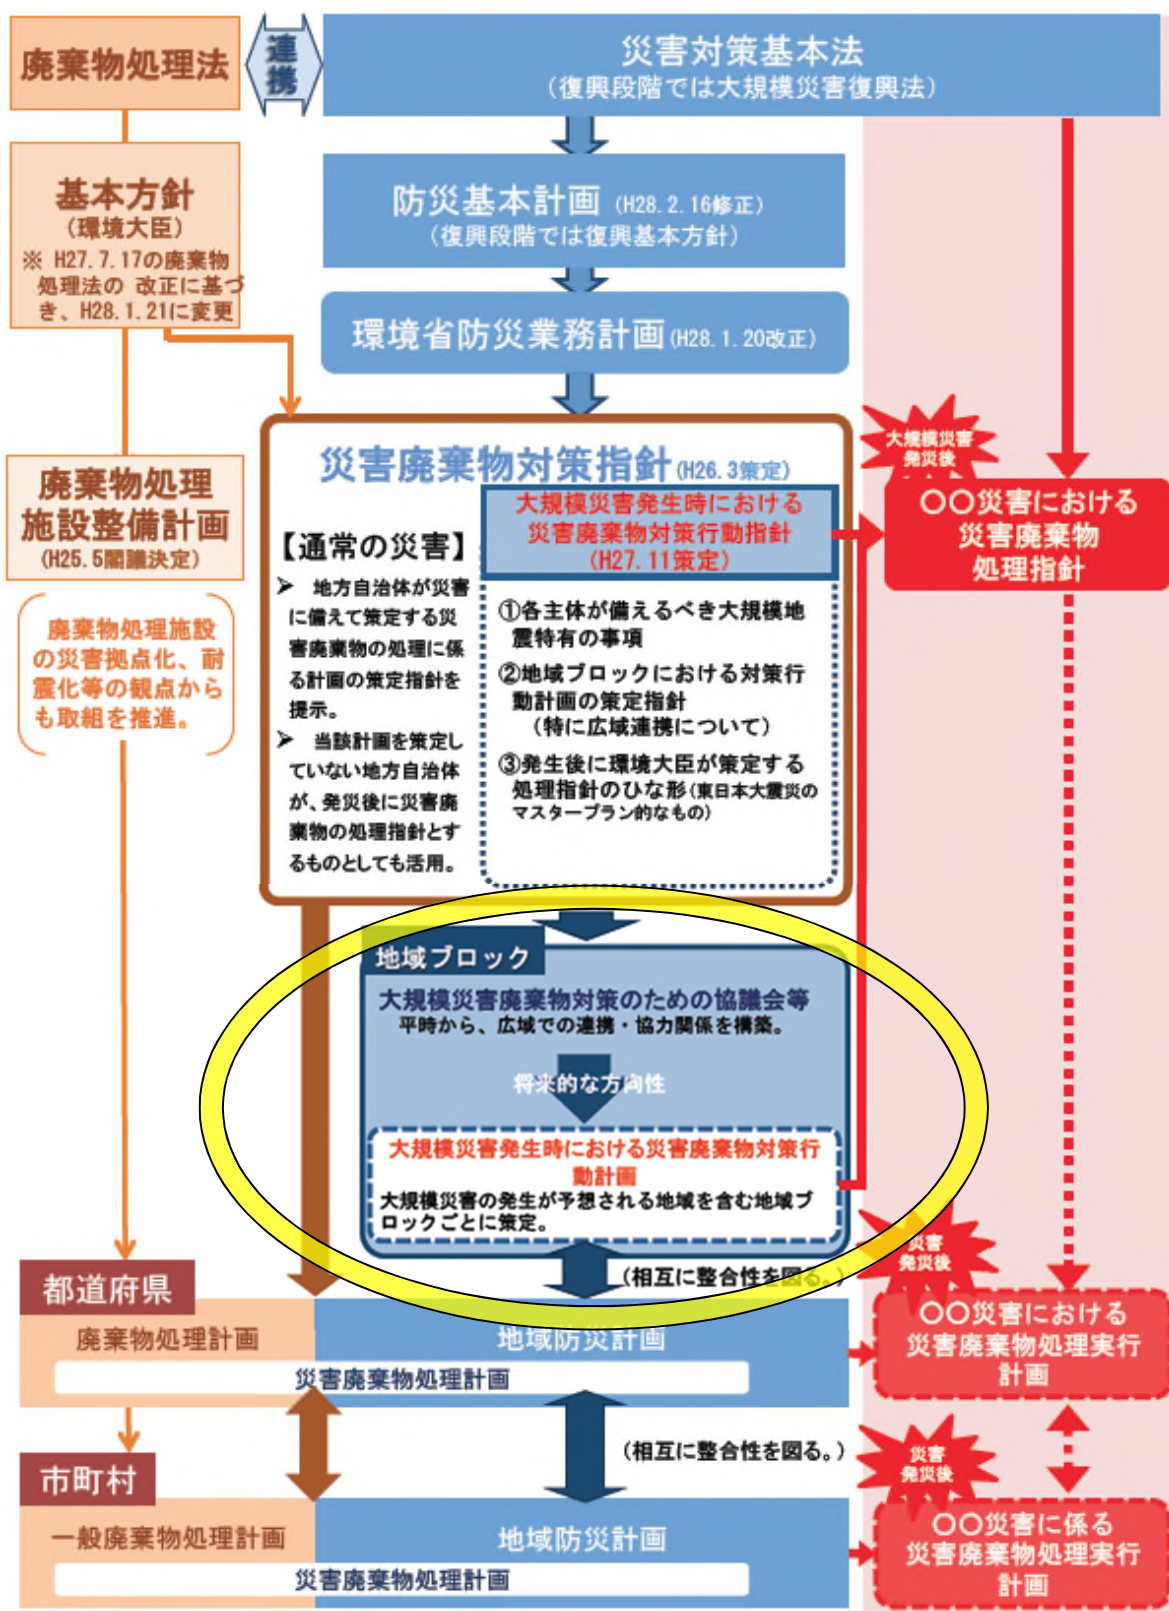 廃棄物処理法
連携
災害対策基本法
(復興段階では大規模災害復興法)
基本方針
(環境大臣)
※ H27.7.17の廃棄物
処理法の 改正に基づ
き、H28.1.21に変更
防災基本計画 (H28.2.16修正)
(復興段階では復興基本方針)
環境省防災業務計画(H28.1.20改正)
廃棄物処理
施設整備計画
(H25.5閣議決定)
廃棄物処理施設
の災害拠点化、耐
震化等の観点から
も取組を推進。
災害廃棄物対策指針(H26.3策定)
【通常の災害】
➢ 地方自治体が災害
に備えて策定する災
害廃棄物の処理に係
る計画の策定指針を
提示。
➢ 当該計画を策定し
ていない地方自治体
が、発災後に災害廃
棄物の処理指針とす
るものとしても活用。
大規模災害発生時における
災害廃棄物対策行動指針
(H27.11策定)
①各主体が備えるべき大規模地
震特有の事項
②地域ブロックにおける対策行
動計画の策定指針
(特に広域連携について)
③発生後に環境大臣が策定する
処理指針のひな形(東日本大震災の
マスタープラン的なもの)
大規模災害
発災後
〇〇災害における
災害廃棄物
処理指針
地域ブロック
大規模災害廃棄物対策のための協議会等
平時から、広域での連携・協力関係を構築。
将来的な方向性
大規模災害発生時における災害廃棄物対策行
動計画
大規模災害の発生が予想される地域を含む地域ブ
ロックごとに策定。
(相互に整合性を図る。)
都道府県
廃棄物処理計画
地域防災計画
災害廃棄物処理計画
災害
発災後
〇〇災害における
災害廃棄物処理実行
計画
(相互に整合性を図る。)
市町村
一般廃棄物処理計画
地域防災計画
災害廃棄物処理計画
災害
発災後
〇〇災害に係る
災害廃棄物処理実行
計画